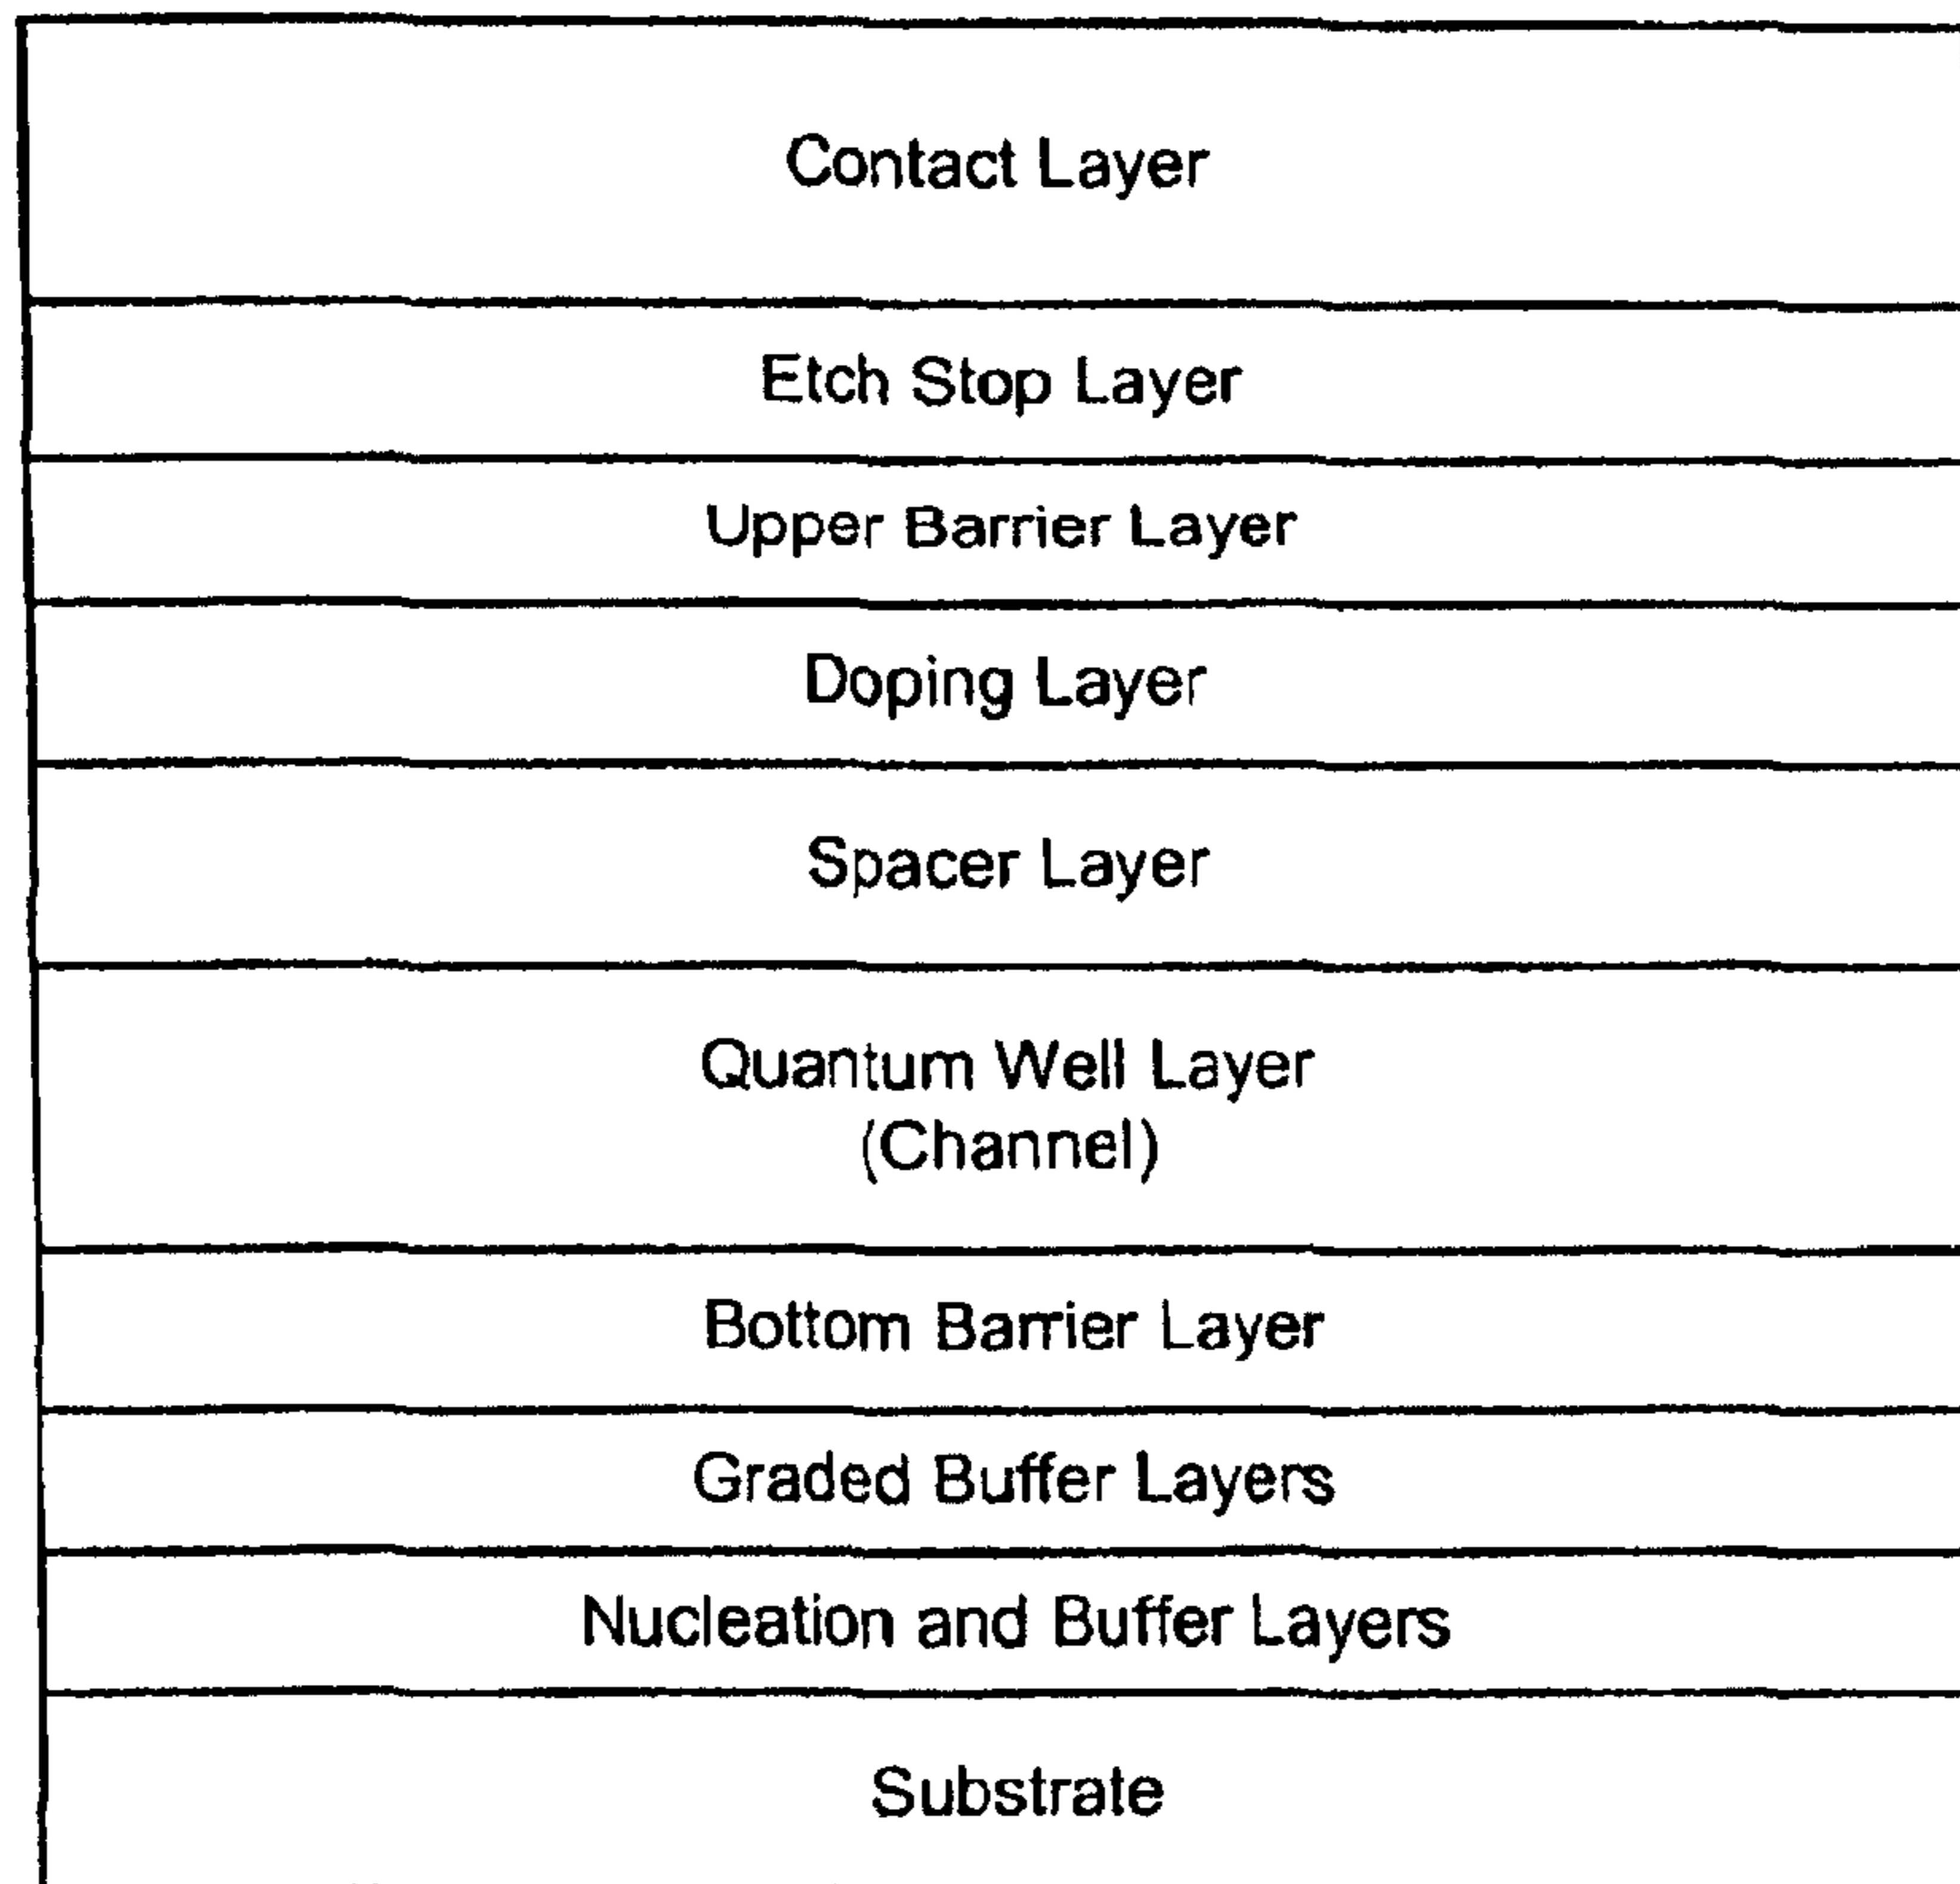 Contact Layer
Etch Stop Layer
Upper Barrier Layer
Doping Layer
Spacer Layer
Quantum Well Layer
(Channel)
Bottom Barrier Layer
Graded Buffer Layers
Nucleation and Buffer Layers
Substrate